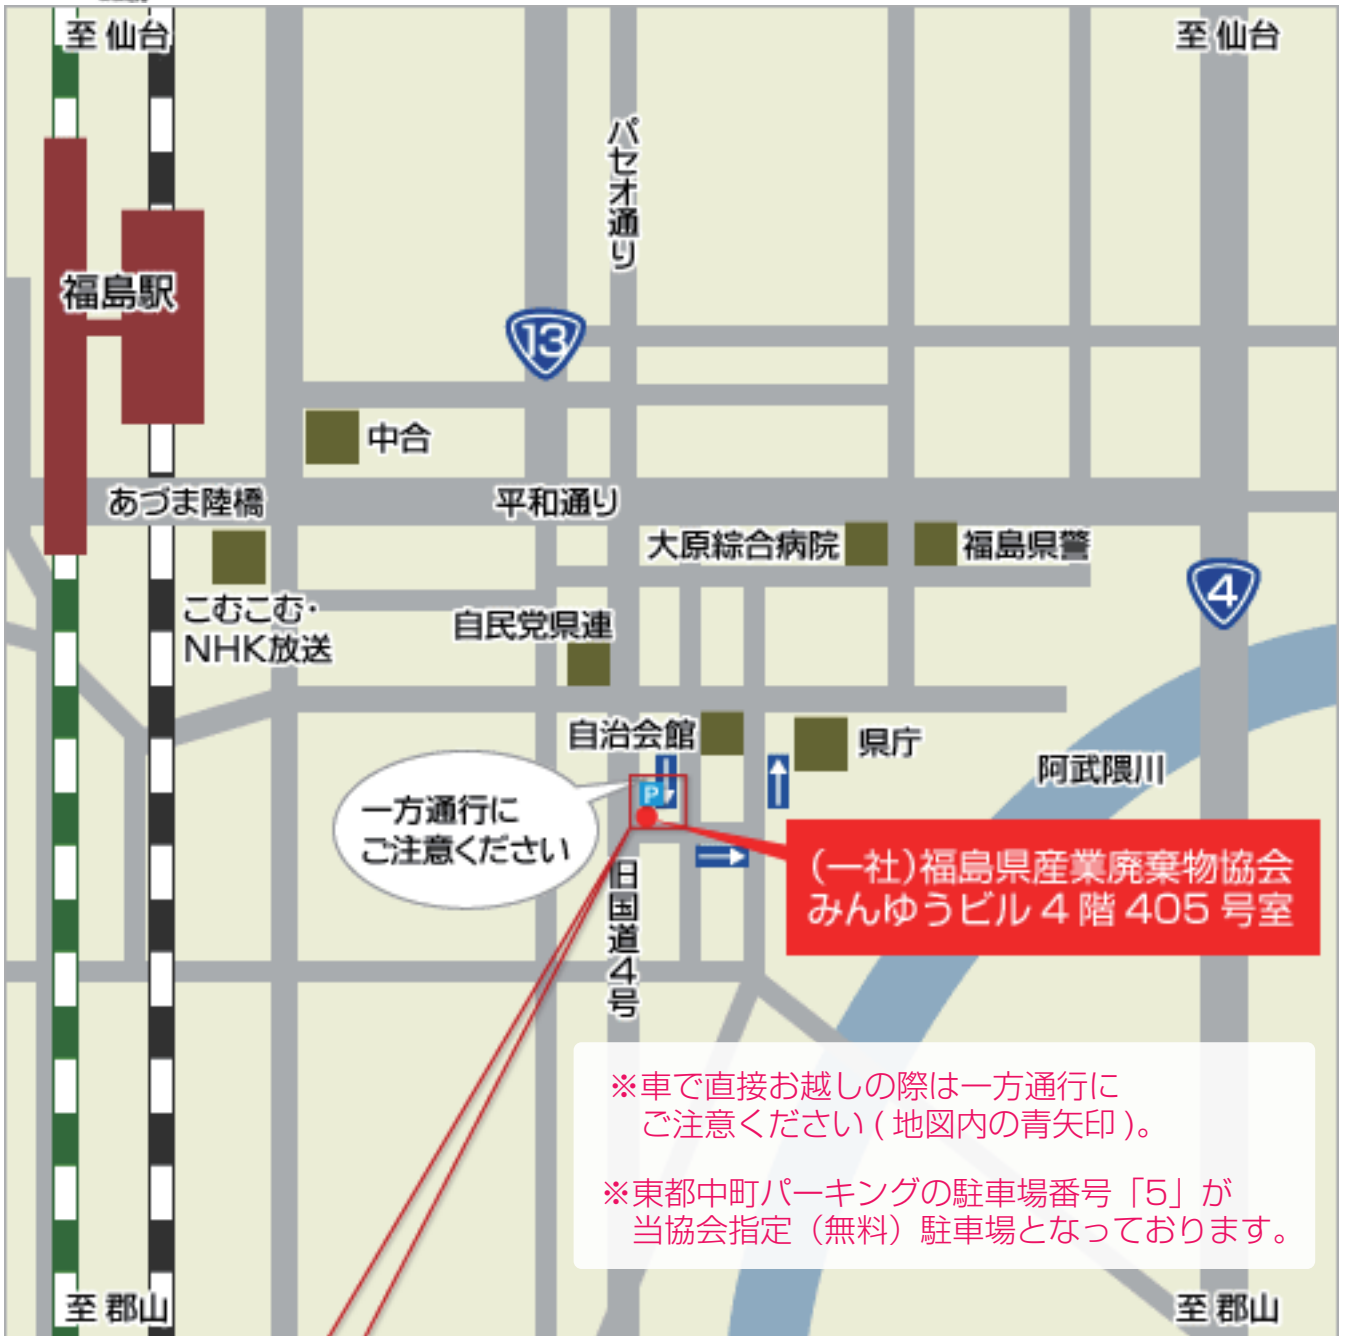 至 仙台
至 仙台
パセオ通り
福島駅
13
中合
あづま陸橋
平和通り
大原綜合病院
福島県警
4
こむこむ・
NHK放送
自民党県連
自治会館
県庁
阿武隈川
一方通行に
ご注意ください
P
(一社)福島県産業廃棄物協会
みんゆうビル 4 階 405 号室
旧国道4号
※車で直接お越しの際は一方通行に
ご注意ください ( 地図内の青矢印 )。
※東都中町パーキングの駐車場番号「5」が
当協会指定（無料）駐車場となっております。
至 郡山
至 郡山